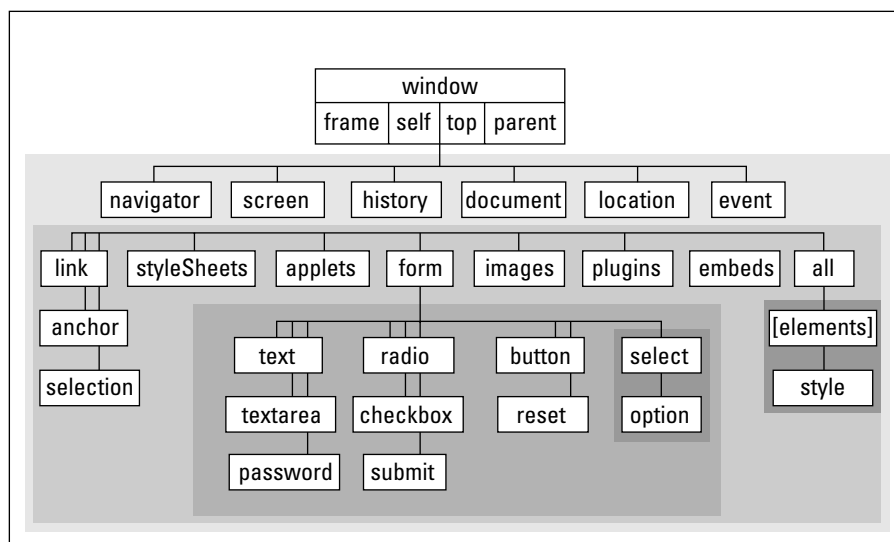 window
frame self top parent
navigator screen history document location event
link styleSheets applets form images plugins embeds all
anchor [elements]
text radio button select
selection style
textarea checkbox reset option
password submit